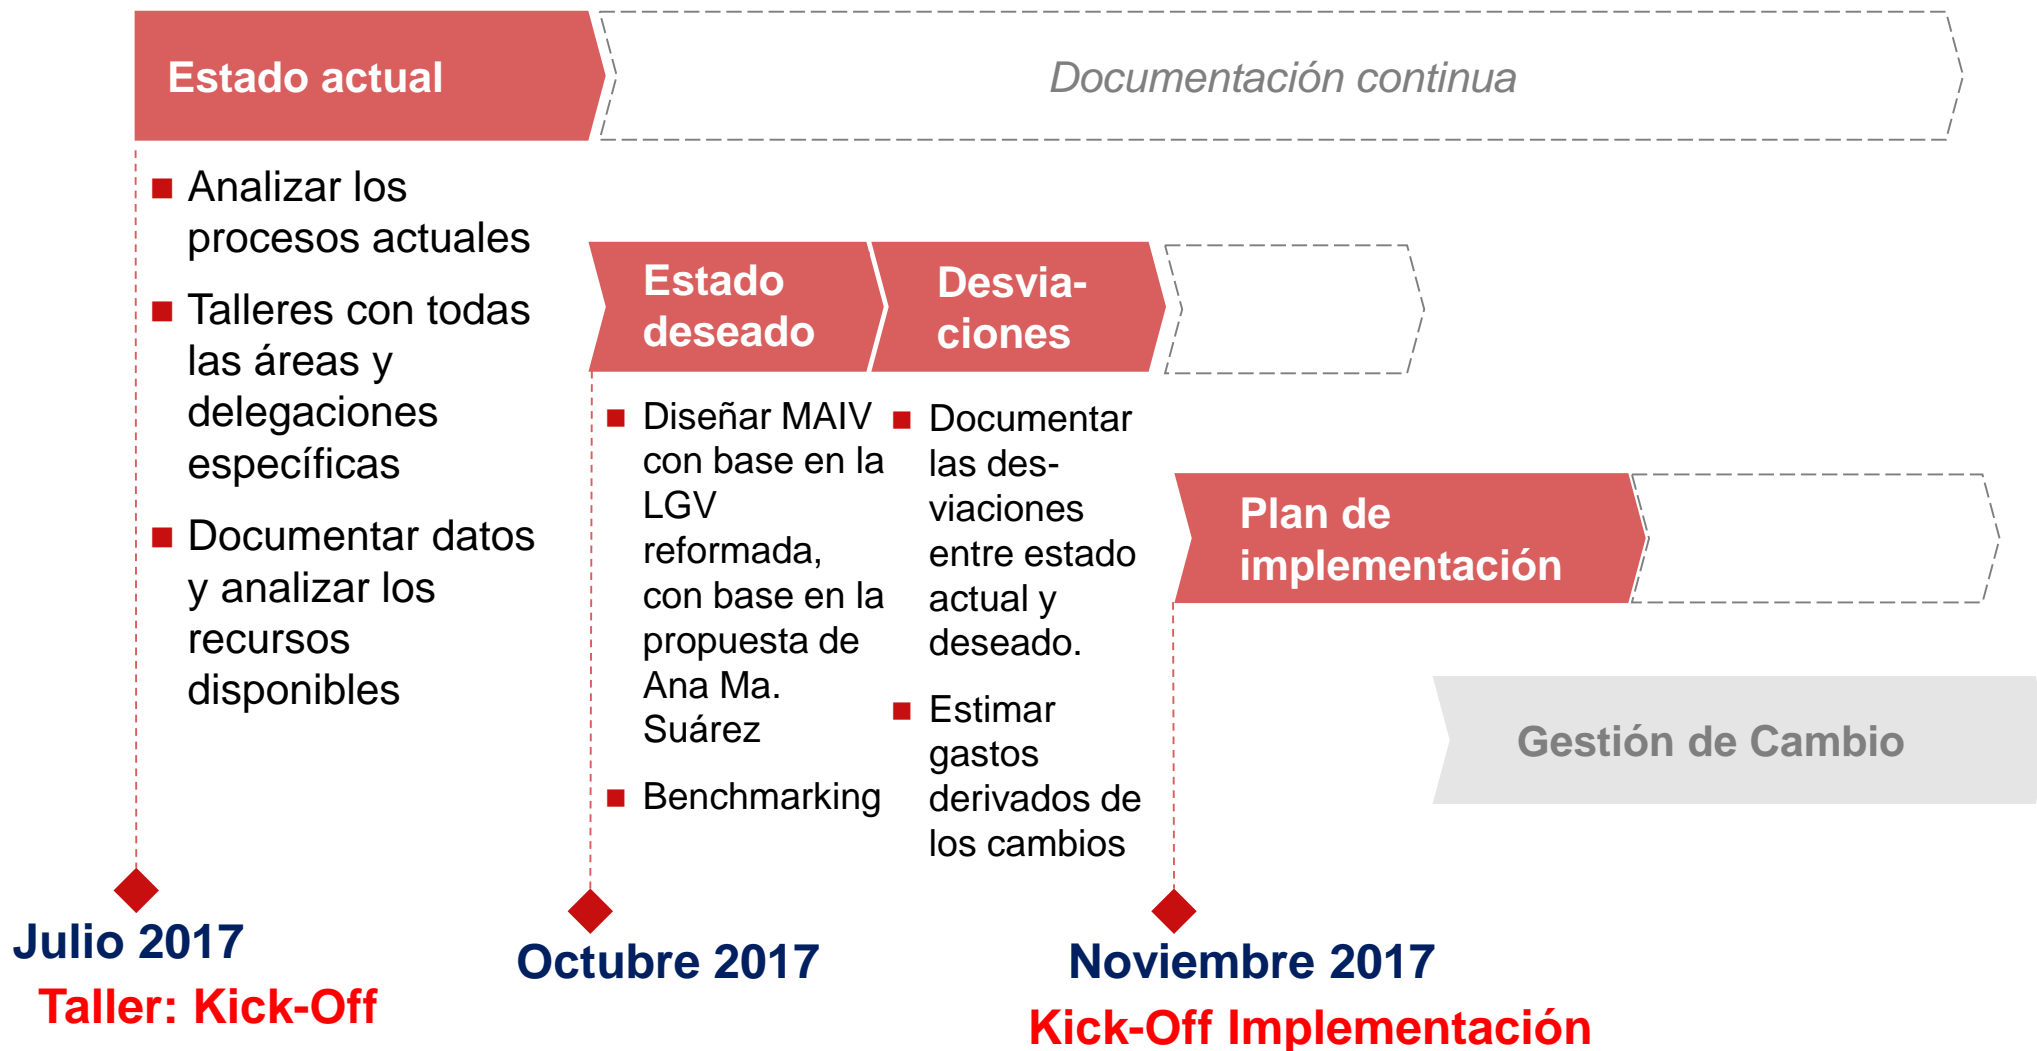 Estado actual
Documentación continua
Analizar los
procesos actuales
Talleres con todas
las áreas y
delegaciones
específicas
Documentar datos
y analizar los
recursos
disponibles
Estado
deseado
Diseñar MAIV
con base en la
LGV
reformada,
con base en la
propuesta de
Ana Ma.
Suárez
Benchmarking
Desvia-
ciones
Documentar
las des-
viaciones
entre estado
actual y
deseado.
Estimar
gastos
derivados de
los cambios
Plan de
implementación
Gestión de Cambio
Julio 2017
Taller: Kick-Off
Octubre 2017
Noviembre 2017
Kick-Off Implementación